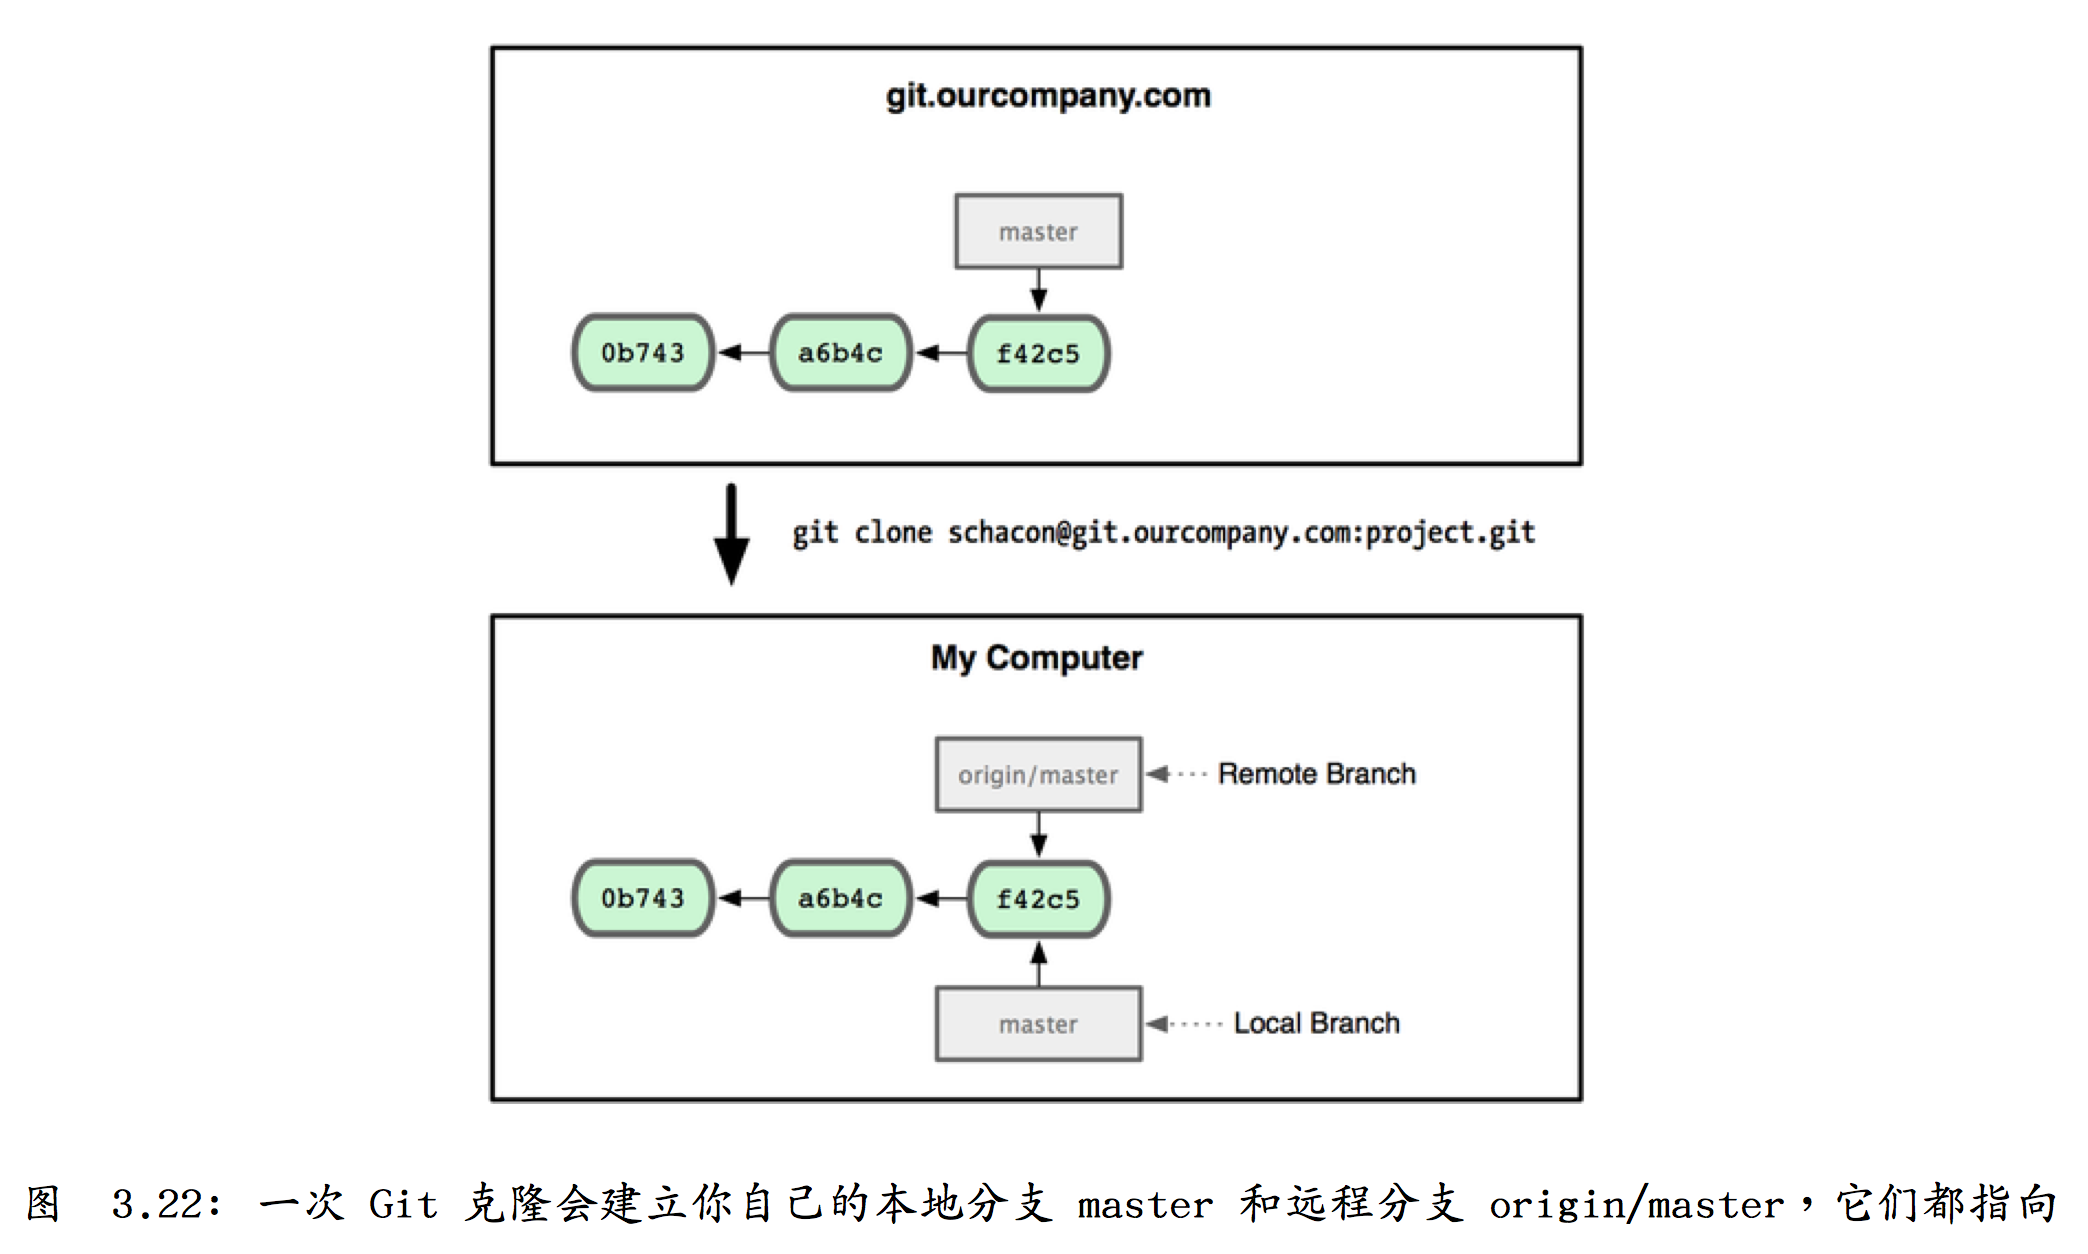 git.ourcompany.com
master
0b743 a6b4c f42c5
git clone schacon@git.ourcompany.com:project.git
My Computer
origin/master Remote Branch
0b743 a6b4c f42c5
master Local Branch
图 3.22: 一次 Git 克隆会建立你自己的本地分支 master 和远程分支 origin/master，它们都指向